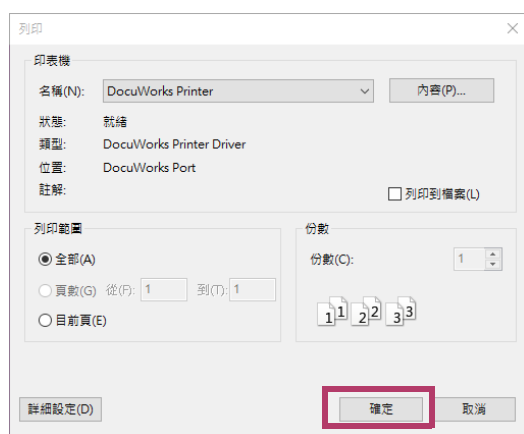 列印
印表機
名稱(N): DocuWorks Printer 內容(P)...
狀態: 就緒
類型: DocuWorks Printer Driver
位置: DocuWorks Port
註解: 列印到檔案(L)
列印範圍 份數
全部(A) 份數(C): 1
頁數(G) 從(F): 1 到(T): 1
目前頁(E)
1 1 2 2 3 3
詳細設定(D) 確定 取消